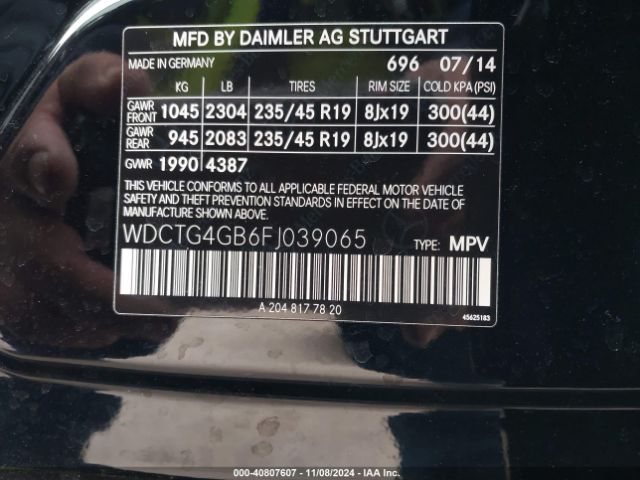 MFD BY DAIMLER AG STUTTGART
MADE IN GERMANY 696 07/14
KG LB TIRES RIM SIZE COLD KPA(PSI)
GAWR FRONT 1045 2304 235/45 R19 8Jx19 300(44)
GAWR REAR 945 2083 235/45 R19 8Jx19 300(44)
GVWR 1990 4387
THIS VEHICLE CONFORMS TO ALL APPLICABLE FEDERAL MOTOR VEHICLE
SAFETY AND THEFT PREVENTION STANDARDS IN EFFECT ON THE DATE
OF MANUFACTURE SHOWN ABOVE.
WDCTG4GB6FJ039065 TYPE: MPV
A 204 817 78 20
45625183
000-40807607 - 11/08/2024 - IAA Inc.